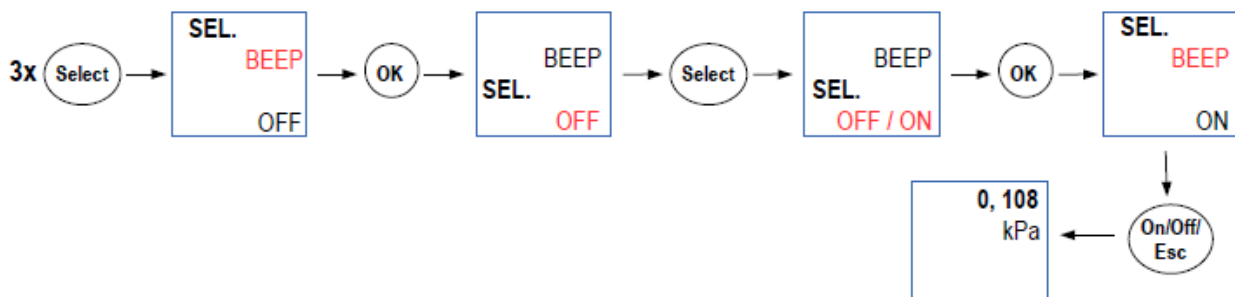 3x
Select
SEL.
BEEP
OFF
OK
BEEP
SEL.
OFF
Select
BEEP
SEL.
OFF / ON
OK
SEL.
BEEP
ON
On/Off/
Esc
0, 108
kPa